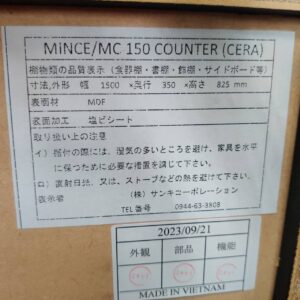 MiNCE/MC 150 COUNTER (CERA)
棚物類の品質表示（食器棚・書棚・飾棚・サイドボード等）
寸法,外形 幅 1500 ×奥行 350 ×高さ 825 mm
表面材 MDF
表面加工 塩ビシート
取り扱い上の注意
イ）据付の際には、湿気の多いところを避け、家具を水平
に保つために必要な措置を講じて下さい。
ロ）直射日光、又は、ストーブなどの熱を避けて下さい。
表示者 （株）サンキコーポレーション
TEL番号 0944-63-3808
2023/09/21
外観 部品 機能
MADE IN VIETNAM